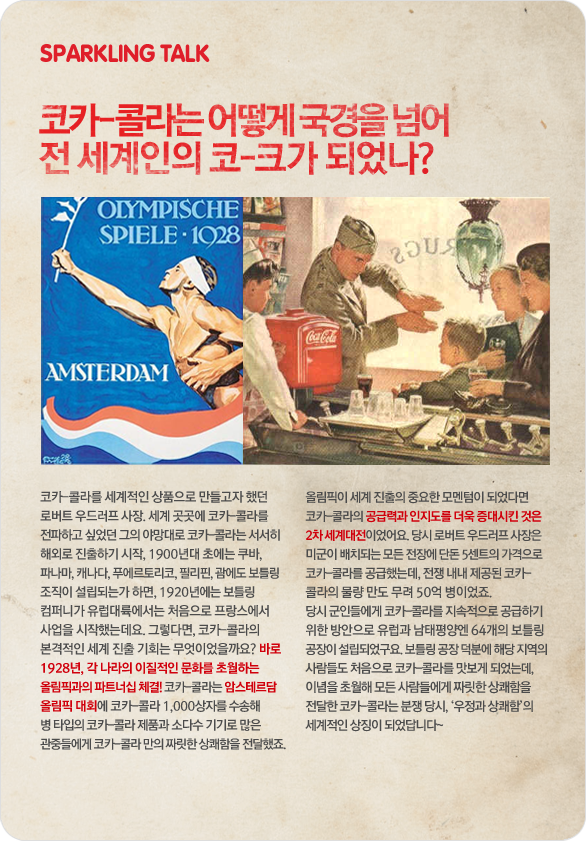 SPARKLING TALK
코카-콜라는 어떻게 국경을 넘어
전 세계인의 코-크가 되었나?
OLYMPISCHE
SPIELE · 1928
AMSTERDAM
DRUGS
Coca-Cola
코카-콜라를 세계적인 상품으로 만들고자 했던
로버트 우드러프 사장. 세계 곳곳에 코카-콜라를
전파하고 싶었던 그의 야망대로 코카-콜라는 서서히
해외로 진출하기 시작, 1900년대 초에는 쿠바,
파나마, 캐나다, 푸에르토리코, 필리핀, 괌에도 보틀링
조직이 설립되는가 하면, 1920년에는 보틀링
컴퍼니가 유럽대륙에서는 처음으로 프랑스에서
사업을 시작했는데요. 그렇다면, 코카-콜라의
본격적인 세계 진출 기회는 무엇이었을까요? 바로
1928년, 각 나라의 이질적인 문화를 초월하는
올림픽과의 파트너십 체결! 코카-콜라는 암스테르담
올림픽 대회에 코카-콜라 1,000상자를 수송해
병 타입의 코카-콜라 제품과 소다수 기기로 많은
관중들에게 코카-콜라 만의 짜릿한 상쾌함을 전달했죠.
올림픽이 세계 진출의 중요한 모멘텀이 되었다면
코카-콜라의 공급력과 인지도를 더욱 증대시킨 것은
2차 세계대전이었어요. 당시 로버트 우드러프 사장은
미군이 배치되는 모든 전장에 단돈 5센트의 가격으로
코카-콜라를 공급했는데, 전쟁 내내 제공된 코카-
콜라의 물량 만도 무려 50억 병이었죠.
당시 군인들에게 코카-콜라를 지속적으로 공급하기
위한 방안으로 유럽과 남태평양엔 64개의 보틀링
공장이 설립되었구요. 보틀링 공장 덕분에 해당 지역의
사람들도 처음으로 코카-콜라를 맛보게 되었는데,
이념을 초월해 모든 사람들에게 짜릿한 상쾌함을
전달한 코카-콜라는 분쟁 당시, ‘우정과 상쾌함’의
세계적인 상징이 되었답니다~